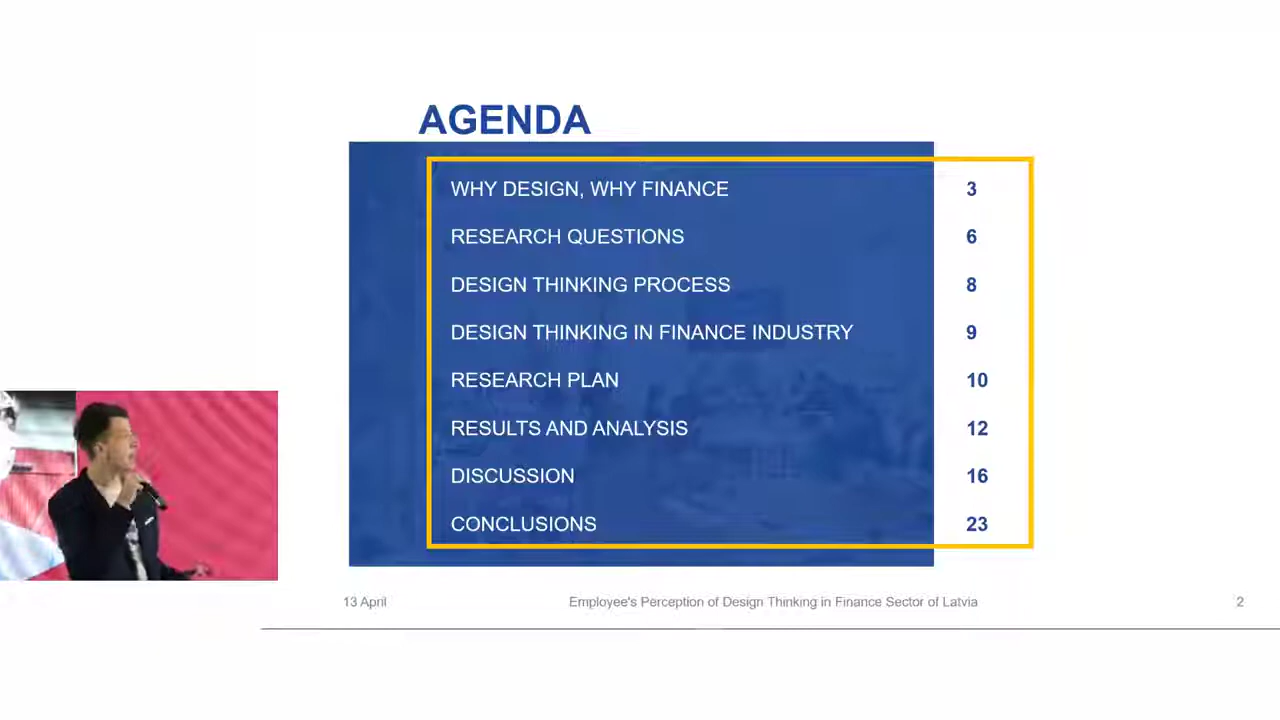 AGENDA
WHY DESIGN, WHY FINANCE 3
RESEARCH QUESTIONS 6
DESIGN THINKING PROCESS 8
DESIGN THINKING IN FINANCE INDUSTRY 9
RESEARCH PLAN 10
RESULTS AND ANALYSIS 12
DISCUSSION 16
CONCLUSIONS 23
13 April Employee's Perception of Design Thinking in Finance Sector of Latvia 2